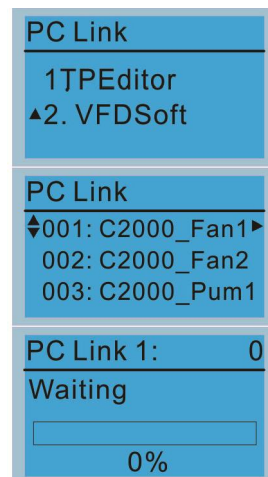 PC Link
1TPEditor
▲2. VFDSoft
PC Link
001: C2000_Fan1
002: C2000_Fan2
003: C2000_Pum1
PC Link 1: 0
Waiting
0%